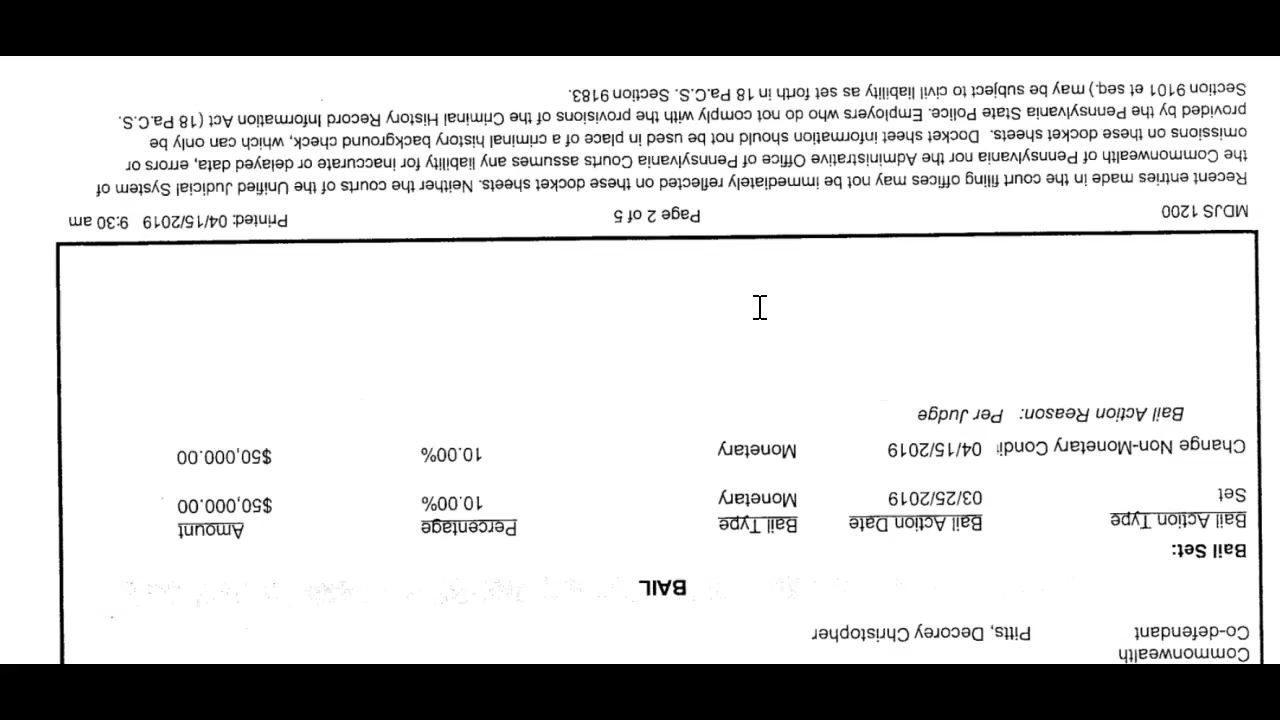 Commonwealth
Co-defendant Pitts, Decorey Christopher
BAIL
Bail Set:
Bail Action Type Bail Action Date Bail Type Percentage Amount
Set 03/25/2019 Monetary 10.00% $50,000.00
Change Non-Monetary Condi 04/15/2019 Monetary 10.00% $50,000.00
Bail Action Reason: Per Judge
MDJS 1200 Page 2 of 5 Printed: 04/15/2019 9:30 am
Recent entries made in the court filing offices may not be immediately reflected on these docket sheets. Neither the courts of the Unified Judicial System of
the Commonwealth of Pennsylvania nor the Administrative Office of Pennsylvania Courts assumes any liability for inaccurate or delayed data, errors or
omissions on these docket sheets. Docket sheet information should not be used in place of a criminal history background check, which can only be
provided by the Pennsylvania State Police. Employers who do not comply with the provisions of the Criminal History Record Information Act (18 Pa.C.S.
Section 9101 et seq.) may be subject to civil liability as set forth in 18 Pa.C.S. Section 9183.